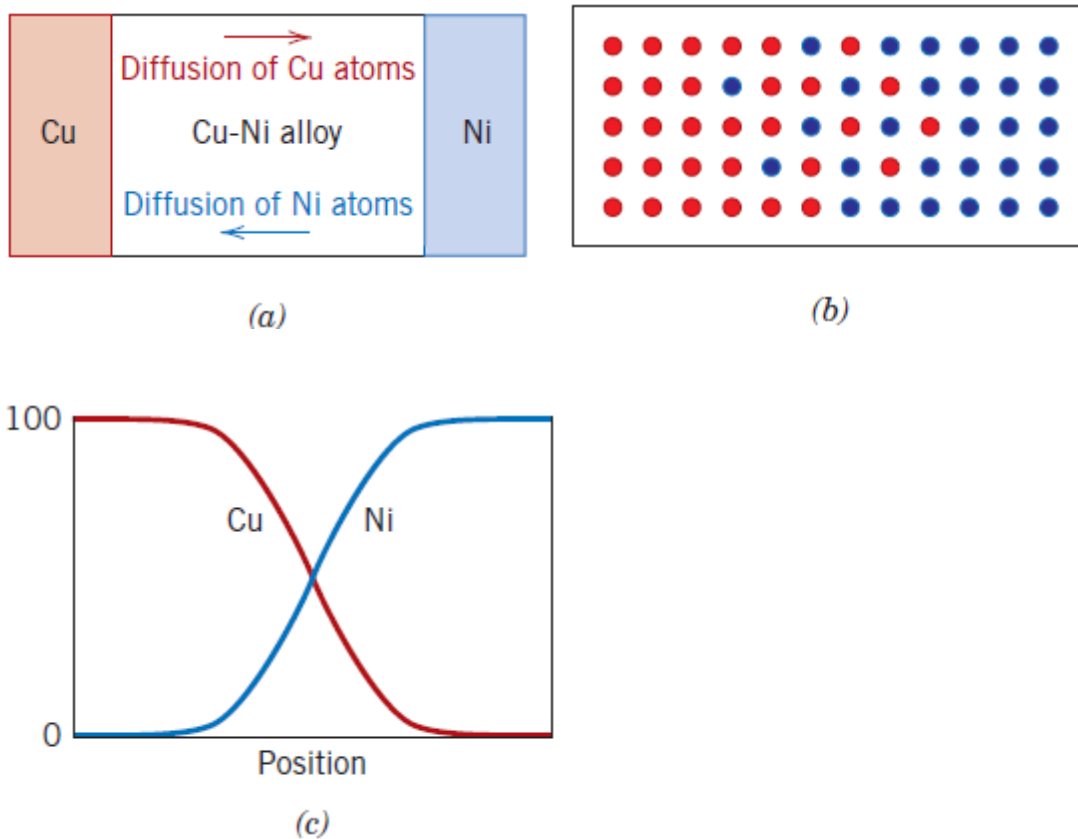 Diffusion of Cu atoms
Cu
Cu-Ni alloy
Ni
Diffusion of Ni atoms
(a)
(b)
100
Cu
Ni
0
Position
(c)